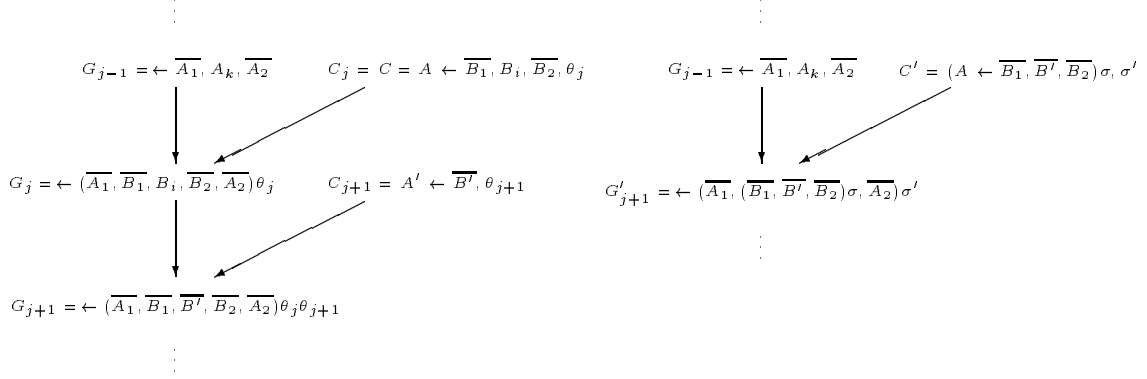 G_{j−1} = ← \overline{A_1}, A_k, \overline{A_2}    C_j = C = A ← \overline{B_1}, B_i, \overline{B_2}, θ_j
G_j = ← (\overline{A_1}, \overline{B_1}, B_i, \overline{B_2}, \overline{A_2})θ_j    C_{j+1} = A′ ← \overline{B′}, θ_{j+1}
G_{j+1} = ← (\overline{A_1}, \overline{B_1}, \overline{B′}, \overline{B_2}, \overline{A_2})θ_jθ_{j+1}
G_{j−1} = ← \overline{A_1}, A_k, \overline{A_2}    C′ = (A ← \overline{B_1}, \overline{B′}, \overline{B_2})σ, σ′
G′_{j+1} = ← (\overline{A_1}, (\overline{B_1}, \overline{B′}, \overline{B_2})σ, \overline{A_2})σ′